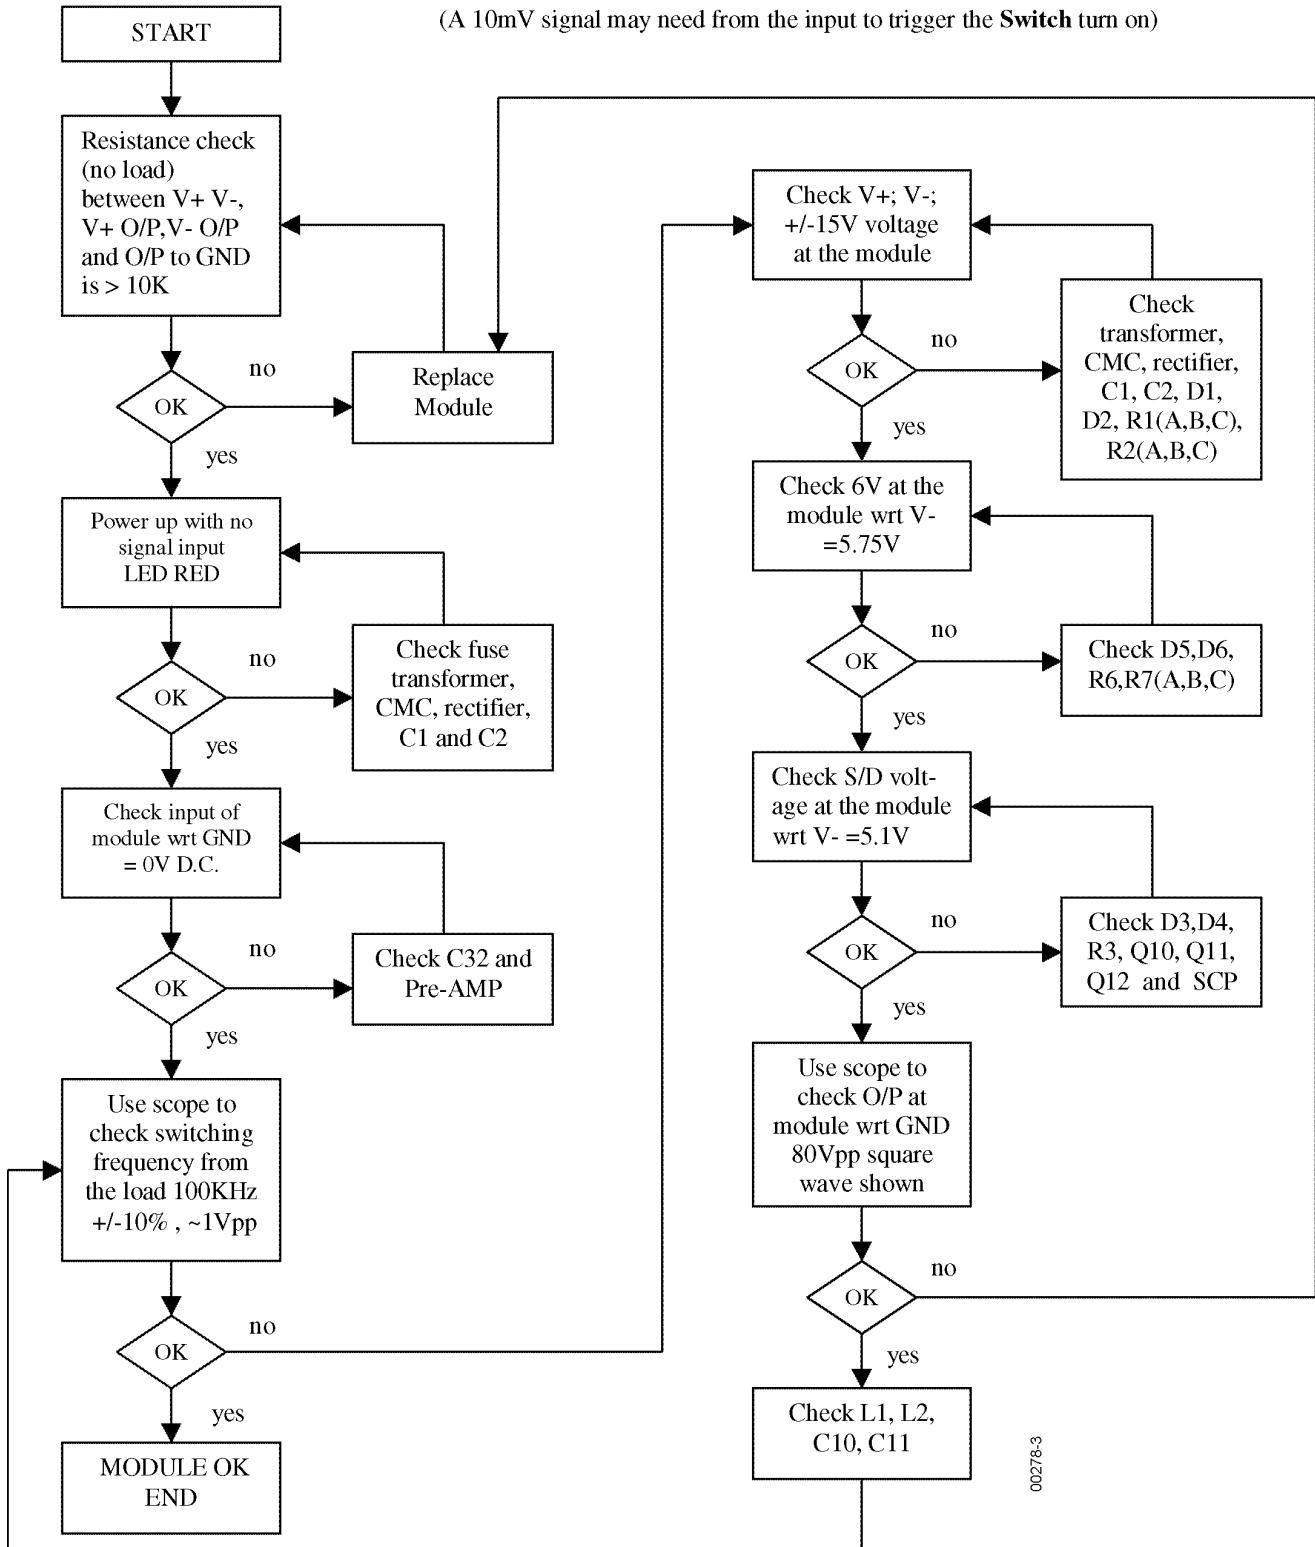 (A 10mV signal may need from the input to trigger the Switch turn on)
START
Resistance check
(no load)
between V+ V-,
V+ O/P,V- O/P
and O/P to GND
is > 10K
OK
no
Replace
Module
yes
Power up with no
signal input
LED RED
OK
no
Check fuse
transformer,
CMC, rectifier,
C1 and C2
yes
Check input of
module wrt GND
= 0V D.C.
OK
no
Check C32 and
Pre-AMP
yes
Use scope to
check switching
frequency from
the load 100KHz
+/-10% , ~1Vpp
OK
no
yes
MODULE OK
END
Check V+; V-;
+/-15V voltage
at the module
OK
no
Check
transformer,
CMC, rectifier,
C1, C2, D1,
D2, R1(A,B,C),
R2(A,B,C)
yes
Check 6V at the
module wrt V-
=5.75V
OK
no
Check D5,D6,
R6,R7(A,B,C)
yes
Check S/D volt-
age at the module
wrt V- =5.1V
OK
no
Check D3,D4,
R3, Q10, Q11,
Q12 and SCP
yes
Use scope to
check O/P at
module wrt GND
80Vpp square
wave shown
OK
no
yes
Check L1, L2,
C10, C11
00278-3